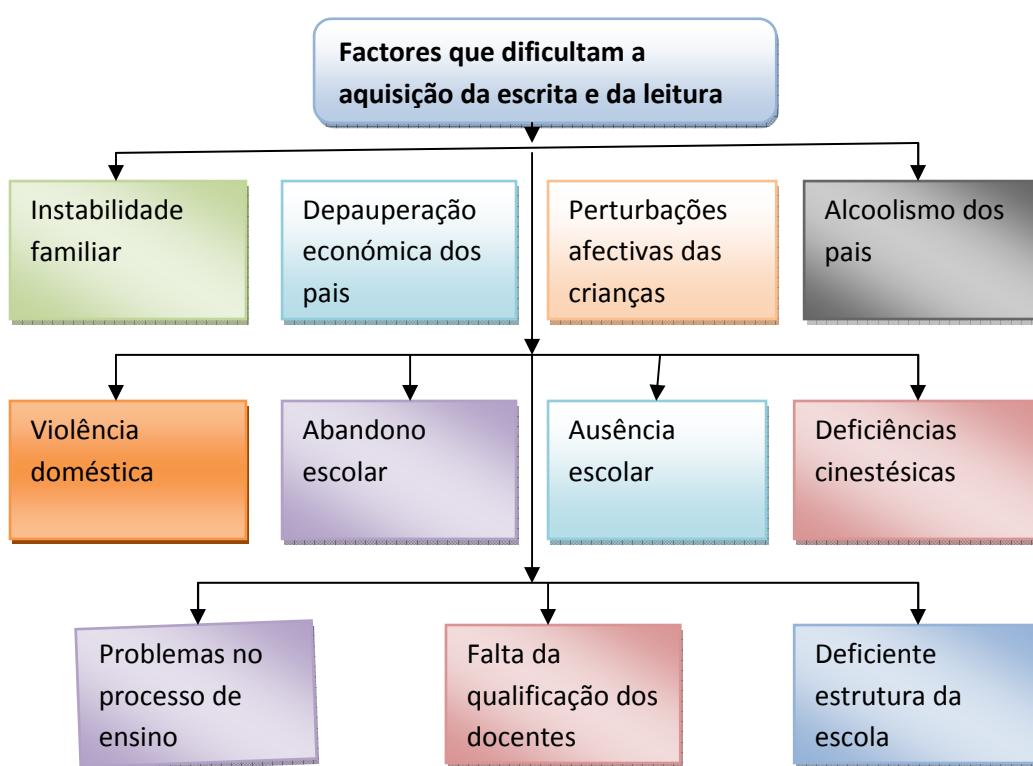 Factores que dificultam a
aquisição da escrita e da leitura
Instabilidade
familiar
Depauperação
económica dos
pais
Perturbações
afectivas das
crianças
Alcoolismo dos
pais
Violência
doméstica
Abandono
escolar
Ausência
escolar
Deficiências
cinestésicas
Problemas no
processo de
ensino
Falta da
qualificação dos
docentes
Deficiente
estrutura da
escola